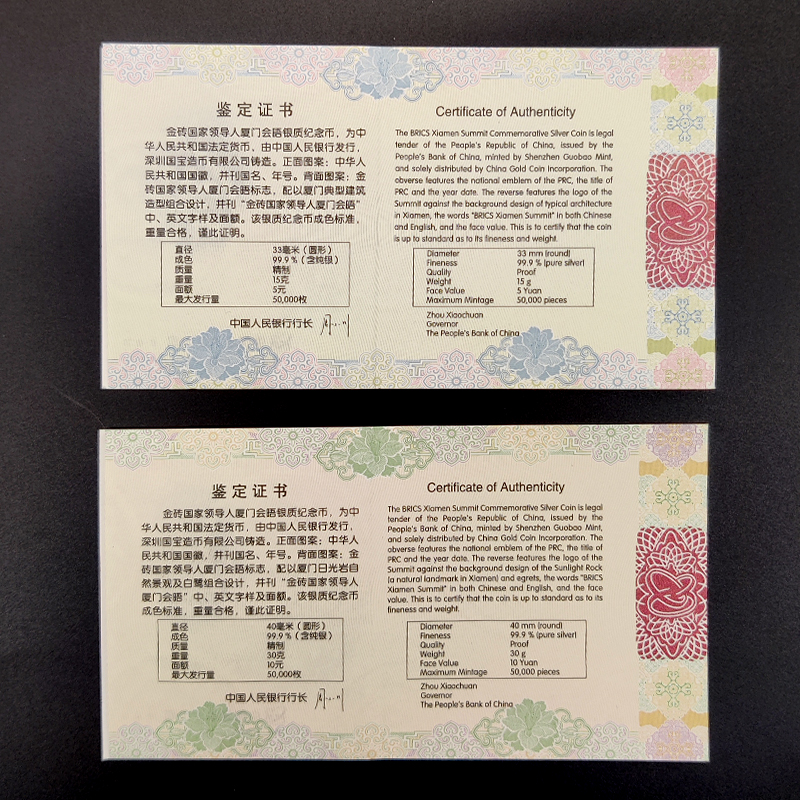 鉴定证书
金砖国家领导人厦门会晤银质纪念币，为中
华人民共和国法定货币，由中国人民银行发行，
深圳国宝造币有限公司铸造。正面图案：中华人
民共和国国徽，并刊国名、年号。背面图案：金
砖国家领导人厦门会晤标志，配以厦门典型建筑
造型组合设计，并刊“金砖国家领导人厦门会晤”
中、英文字样及面额。该银质纪念币成色标准，
重量合格，谨此证明。
直径 33毫米（圆形）
成色 99.9％（含纯银）
质量 精制
重量 15克
面额 5元
最大发行量 50,000枚
中国人民银行行长
Certificate of Authenticity
The BRICS Xiamen Summit Commemorative Silver Coin is legal
tender of the People's Republic of China, issued by the
People's Bank of China, minted by Shenzhen Guobao Mint,
and solely distributed by China Gold Coin Incorporation. The
obverse features the national emblem of the PRC, the title of
PRC and the year date. The reverse features the logo of the
Summit against the background design of typical architecture
in Xiamen, the words "BRICS Xiamen Summit" in both Chinese
and English, and the face value. This is to certify that the coin
is up to standard as to its fineness and weight.
Diameter 33 mm (round)
Fineness 99.9 % (pure silver)
Quality Proof
Weight 15 g
Face Value 5 Yuan
Maximum Mintage 50,000 pieces
Zhou Xiaochuan
Governor
The People's Bank of China
鉴定证书
金砖国家领导人厦门会晤银质纪念币，为中
华人民共和国法定货币，由中国人民银行发行，
深圳国宝造币有限公司铸造。正面图案：中华人
民共和国国徽，并刊国名、年号。背面图案：金
砖国家领导人厦门会晤标志，配以厦门日光岩自
然景观及白鹭组合设计，并刊“金砖国家领导人
厦门会晤”中、英文字样及面额。该银质纪念币
成色标准，重量合格，谨此证明。
直径 40毫米（圆形）
成色 99.9％（含纯银）
质量 精制
重量 30克
面额 10元
最大发行量 50,000枚
中国人民银行行长
Certificate of Authenticity
The BRICS Xiamen Summit Commemorative Silver Coin is legal
tender of the People's Republic of China, issued by the
People's Bank of China, minted by Shenzhen Guobao Mint,
and solely distributed by China Gold Coin Incorporation. The
obverse features the national emblem of the PRC, the title of
PRC and the year date. The reverse features the logo of the
Summit against the background design of the Sunlight Rock
(a natural landmark in Xiamen) and egrets, the words "BRICS
Xiamen Summit" in both Chinese and English, and the face
value. This is to certify that the coin is up to standard as to its
fineness and weight.
Diameter 40 mm (round)
Fineness 99.9 % (pure silver)
Quality Proof
Weight 30 g
Face Value 10 Yuan
Maximum Mintage 50,000 pieces
Zhou Xiaochuan
Governor
The People's Bank of China